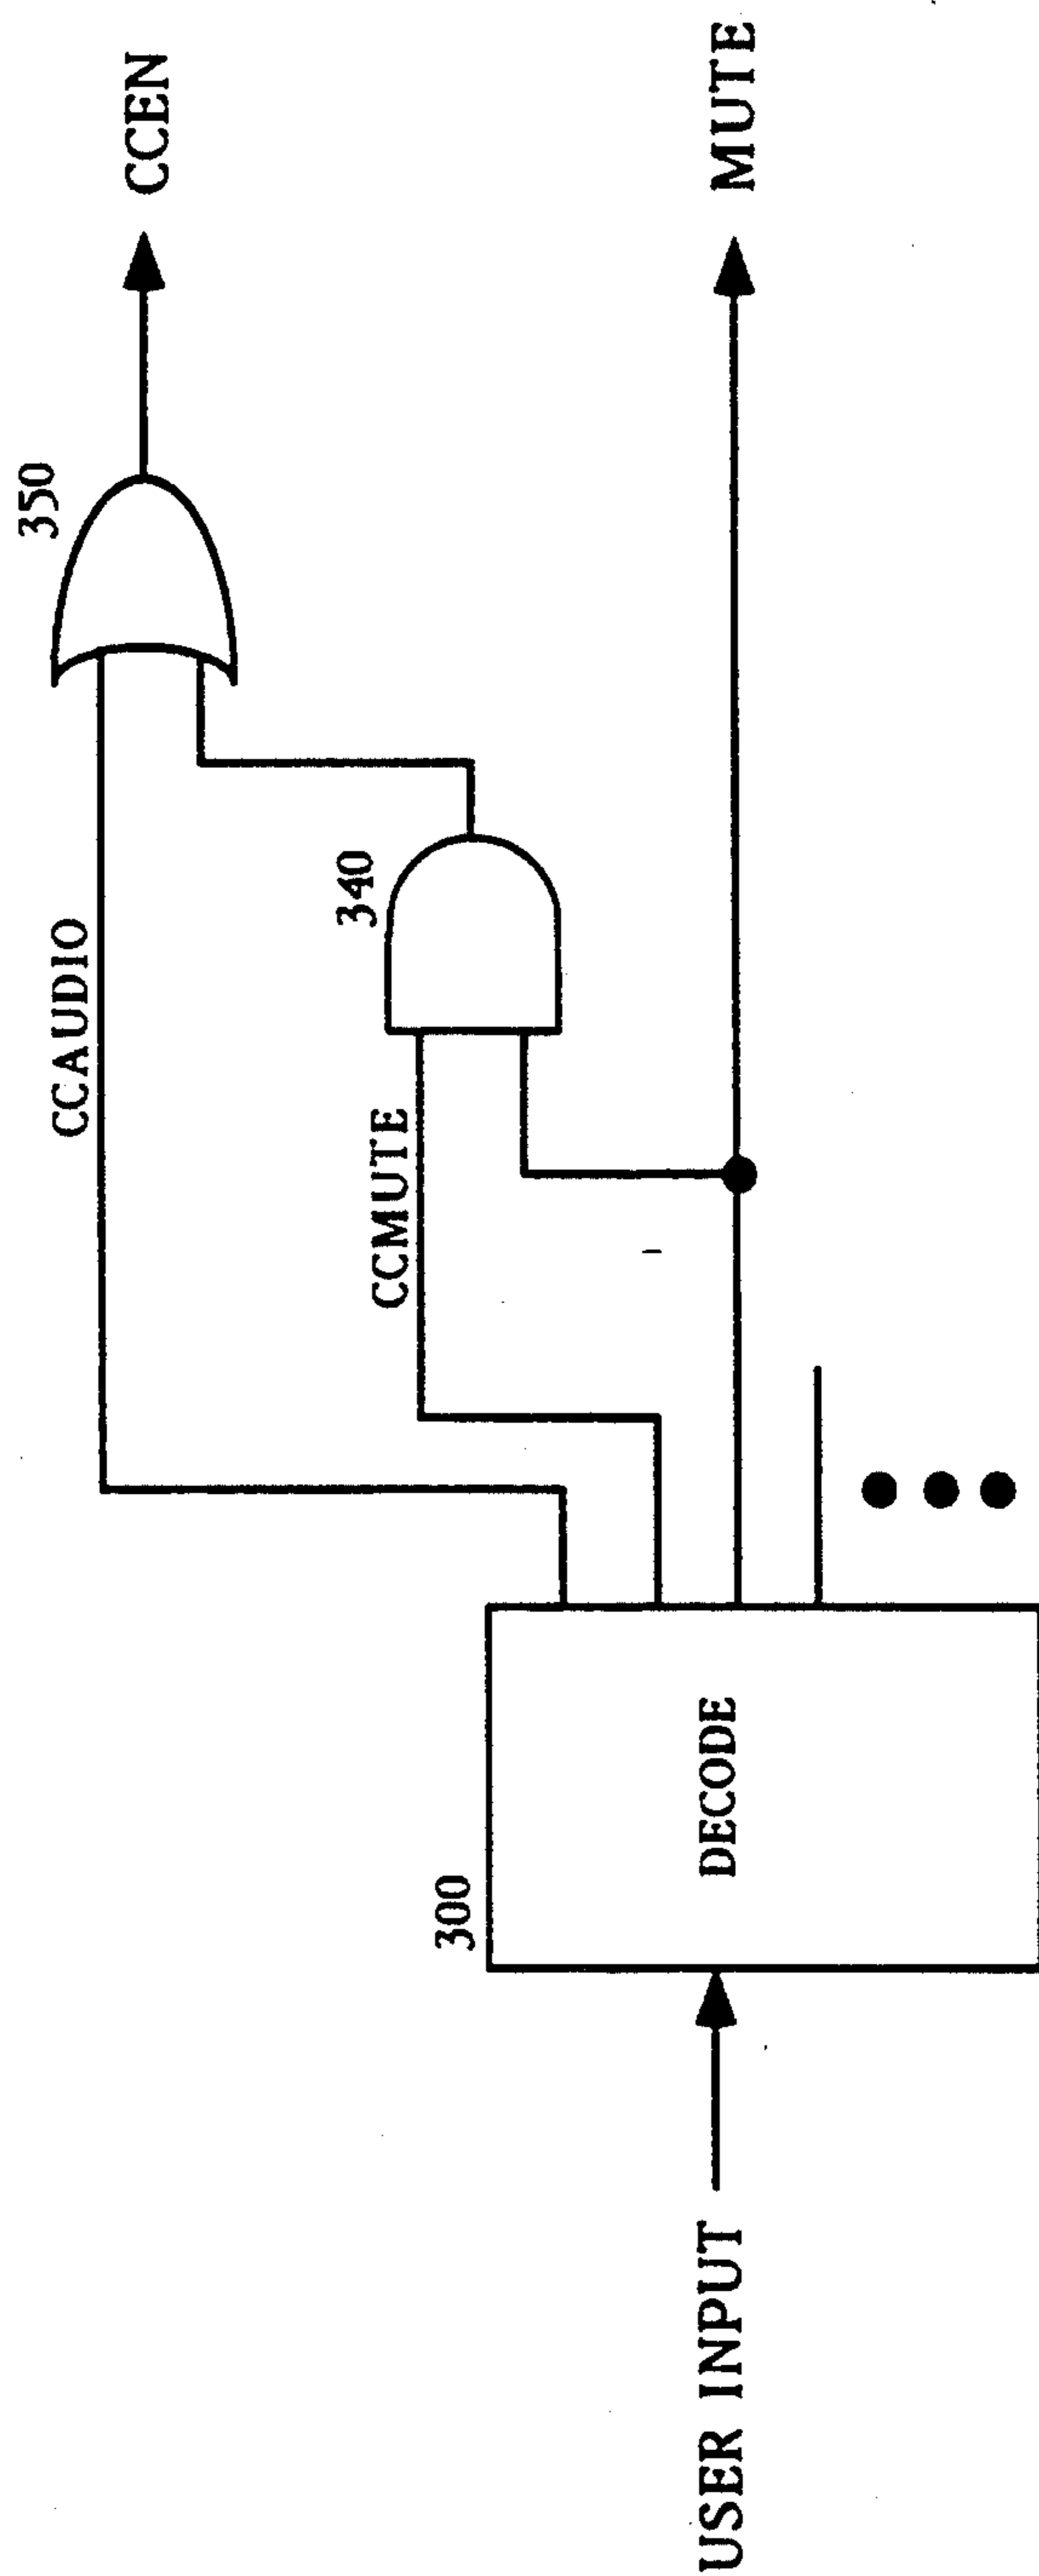 USER INPUT
300
DECODE
CCAUDIO
CCMUTE
340
350
CCEN
MUTE